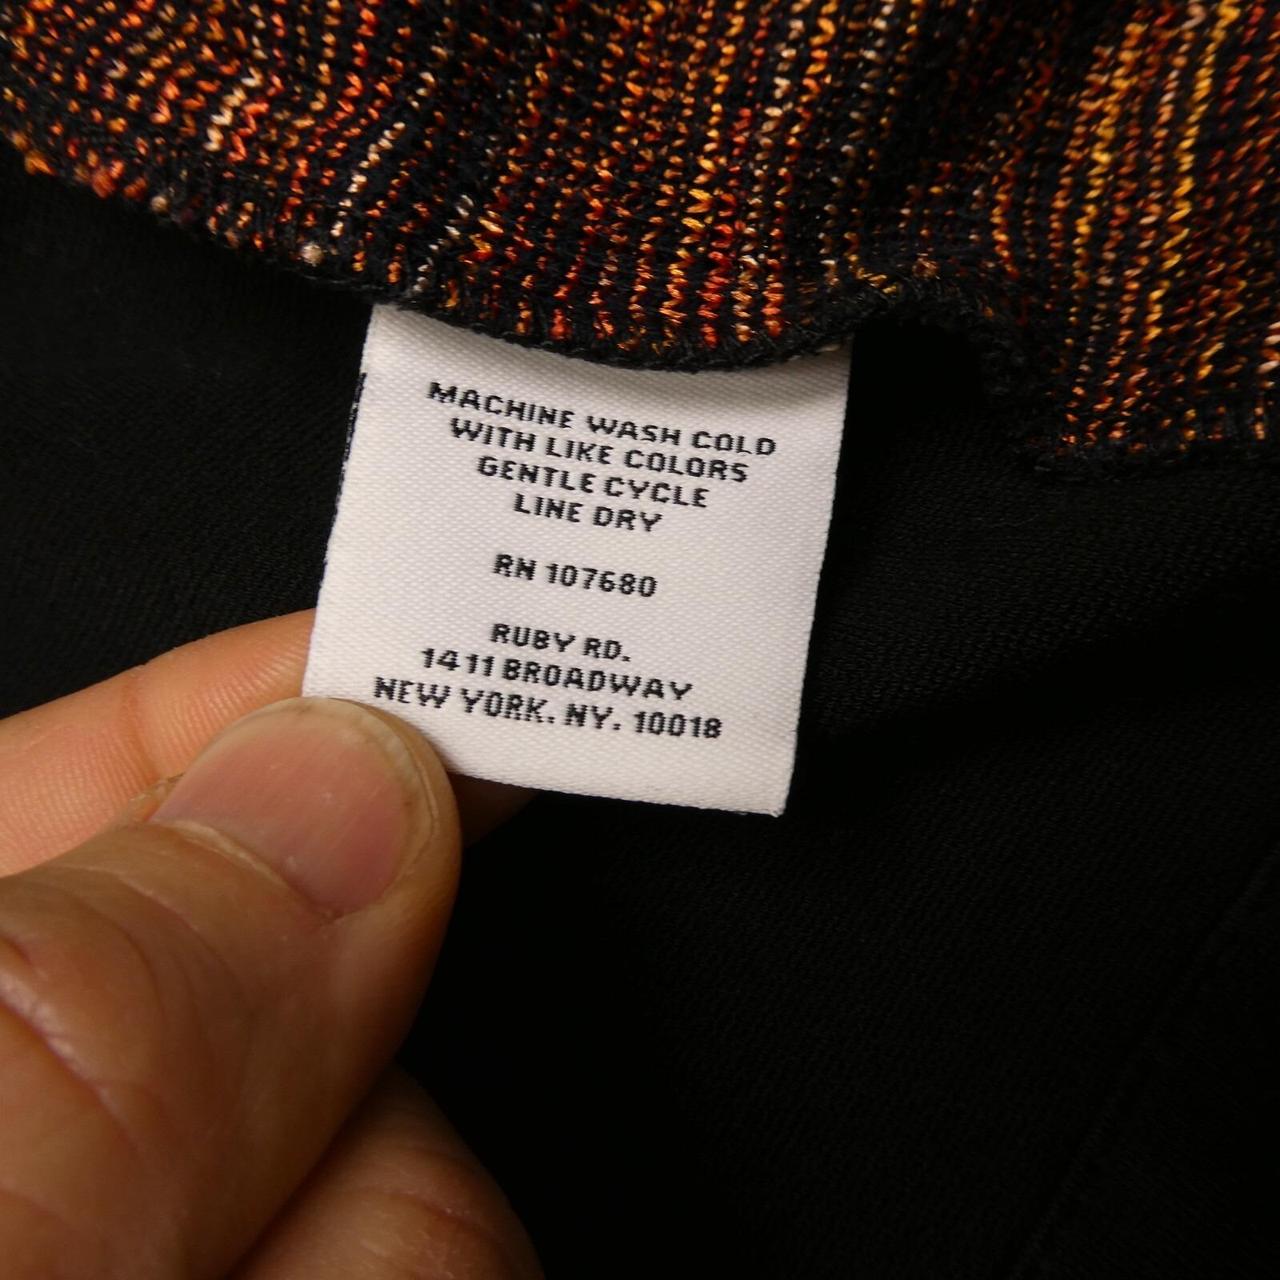 MACHINE WASH COLD
WITH LIKE COLORS
GENTLE CYCLE
LINE DRY
RN 107680
RUBY RD.
1411 BROADWAY
NEW YORK. NY. 10018